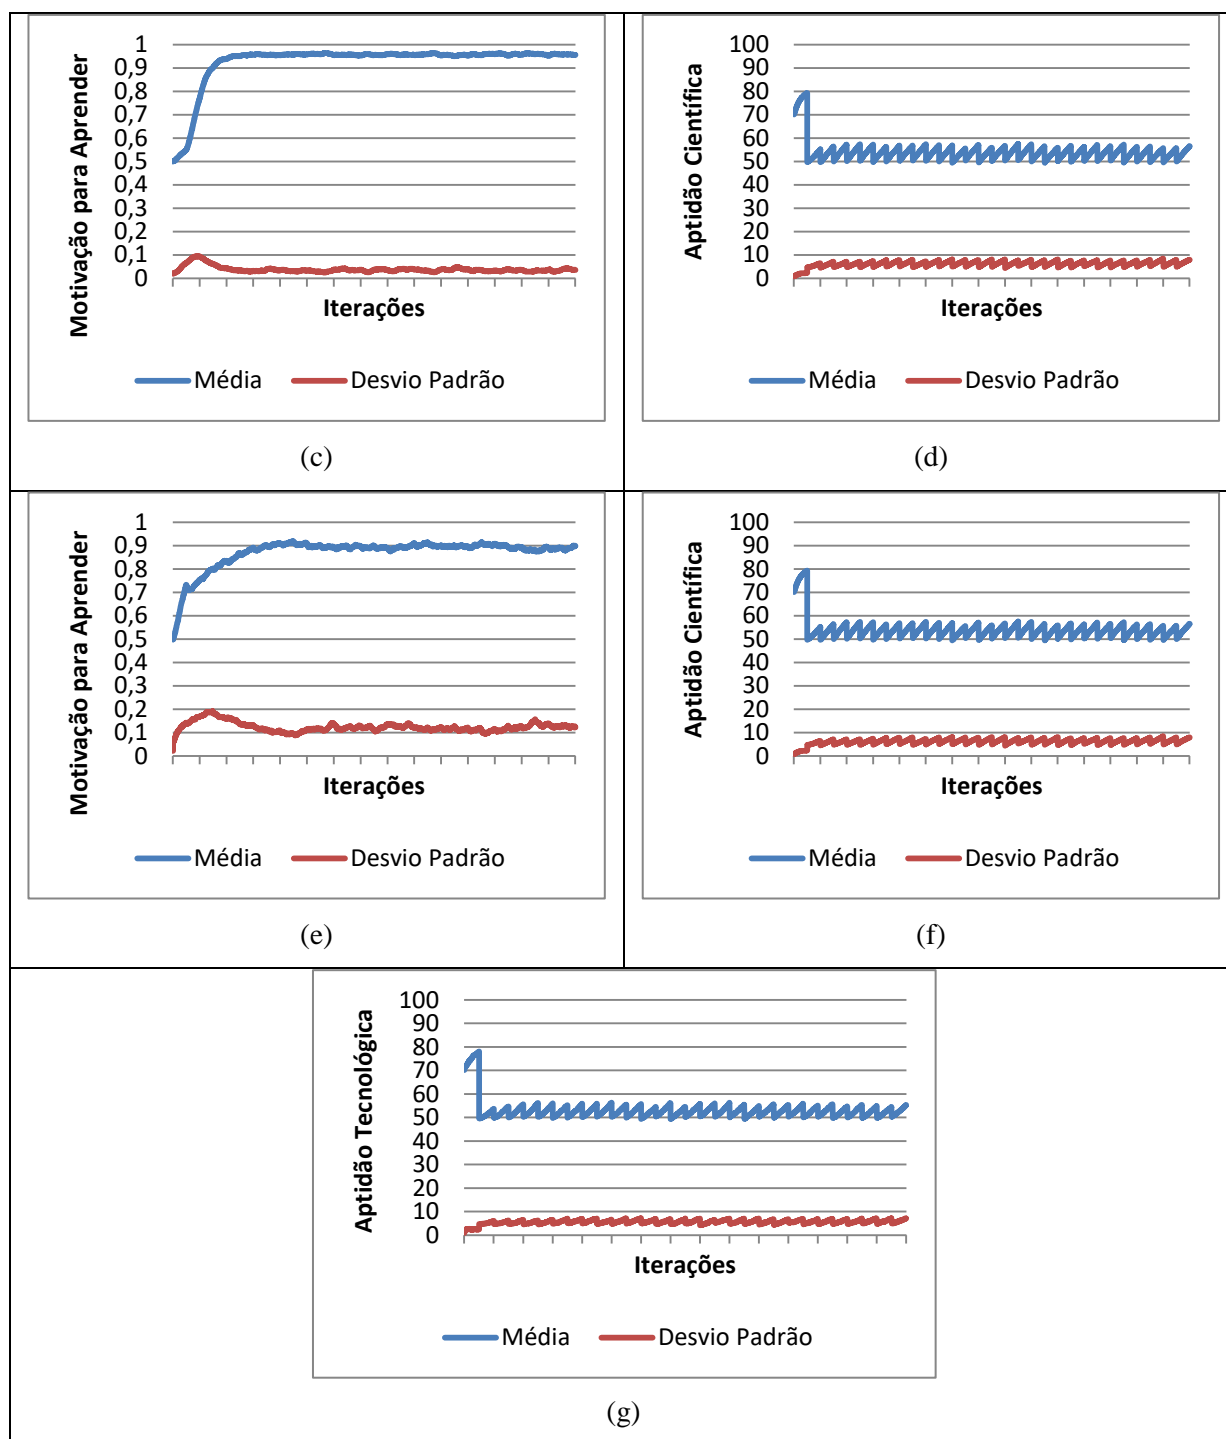 Motivação para Aprender
1
0,9
0,8
0,7
0,6
0,5
0,4
0,3
0,2
0,1
0
Iterações
Média
Desvio Padrão
(c)
Aptidão Científica
100
90
80
70
60
50
40
30
20
10
0
Iterações
Média
Desvio Padrão
(d)
Motivação para Aprender
1
0,9
0,8
0,7
0,6
0,5
0,4
0,3
0,2
0,1
0
Iterações
Média
Desvio Padrão
(e)
Aptidão Científica
100
90
80
70
60
50
40
30
20
10
0
Iterações
Média
Desvio Padrão
(f)
Aptidão Tecnológica
100
90
80
70
60
50
40
30
20
10
0
Iterações
Média
Desvio Padrão
(g)